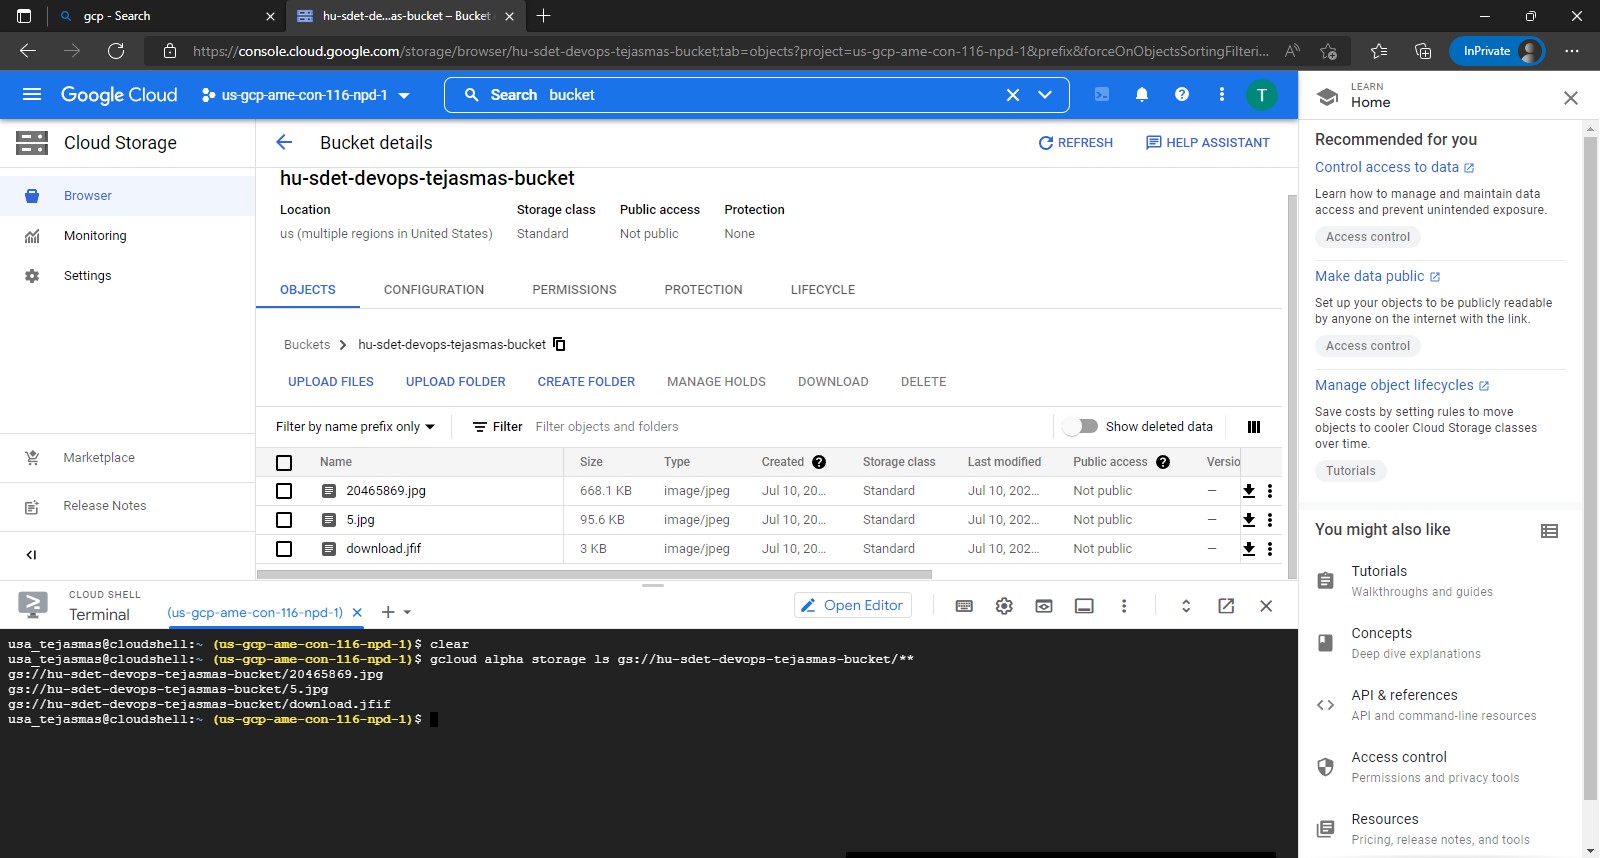 gcp - Search
hu-sdet-de...as-bucket – Bucket
https://console.cloud.google.com/storage/browser/hu-sdet-devops-tejasmas-bucket;tab=objects?project=us-gcp-ame-con-116-npd-1&prefix&forceOnObjectsSortingFilteri...
InPrivate
Google Cloud
us-gcp-ame-con-116-npd-1
Search bucket
T
LEARN
Home
Cloud Storage
Bucket details
REFRESH
HELP ASSISTANT
Browser
Monitoring
Settings
Marketplace
Release Notes
hu-sdet-devops-tejasmas-bucket
Location Storage class Public access Protection
us (multiple regions in United States) Standard Not public None
OBJECTS CONFIGURATION PERMISSIONS PROTECTION LIFECYCLE
Buckets > hu-sdet-devops-tejasmas-bucket
UPLOAD FILES UPLOAD FOLDER CREATE FOLDER MANAGE HOLDS DOWNLOAD DELETE
Filter by name prefix only Filter Filter objects and folders Show deleted data
Name Size Type Created Storage class Last modified Public access Versio
20465869.jpg 668.1 KB image/jpeg Jul 10, 20... Standard Jul 10, 202... Not public —
5.jpg 95.6 KB image/jpeg Jul 10, 20... Standard Jul 10, 202... Not public —
download.jfif 3 KB image/jpeg Jul 10, 20... Standard Jul 10, 202... Not public —
Recommended for you
Control access to data
Learn how to manage and maintain data
access and prevent unintended exposure.
Access control
Make data public
Set up your objects to be publicly readable
by anyone on the internet with the link.
Access control
Manage object lifecycles
Save costs by setting rules to move
objects to cooler Cloud Storage classes
over time.
Tutorials
You might also like
Tutorials
Walkthroughs and guides
Concepts
Deep dive explanations
API & references
API and command-line resources
Access control
Permissions and privacy tools
Resources
Pricing, release notes, and tools
CLOUD SHELL
Terminal
(us-gcp-ame-con-116-npd-1)
Open Editor
usa_tejasmas@cloudshell:~ (us-gcp-ame-con-116-npd-1)$ clear
usa_tejasmas@cloudshell:~ (us-gcp-ame-con-116-npd-1)$ gcloud alpha storage ls gs://hu-sdet-devops-tejasmas-bucket/**
gs://hu-sdet-devops-tejasmas-bucket/20465869.jpg
gs://hu-sdet-devops-tejasmas-bucket/5.jpg
gs://hu-sdet-devops-tejasmas-bucket/download.jfif
usa_tejasmas@cloudshell:~ (us-gcp-ame-con-116-npd-1)$